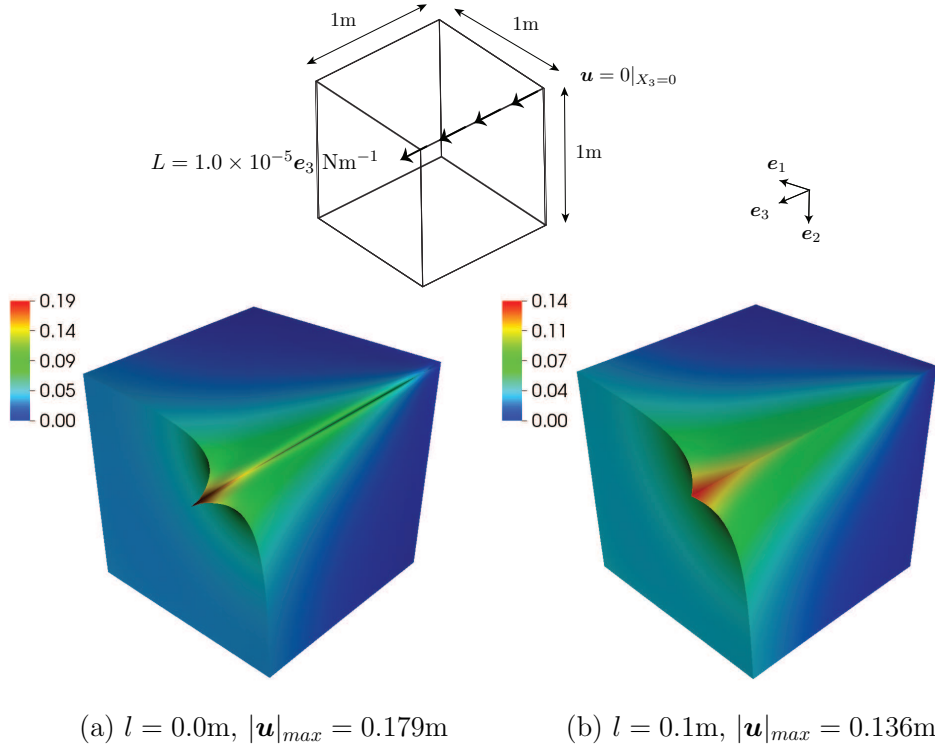 1m
1m
𝒖 = 0|_{X₃=0}
L = 1.0 × 10⁻⁵𝒆₃ Nm⁻¹
1m
𝒆₁
𝒆₃
𝒆₂
0.19
0.14
0.09
0.05
0.00
0.14
0.11
0.07
0.04
0.00
(a) l = 0.0m, |𝒖|ₘₐₓ = 0.179m
(b) l = 0.1m, |𝒖|ₘₐₓ = 0.136m